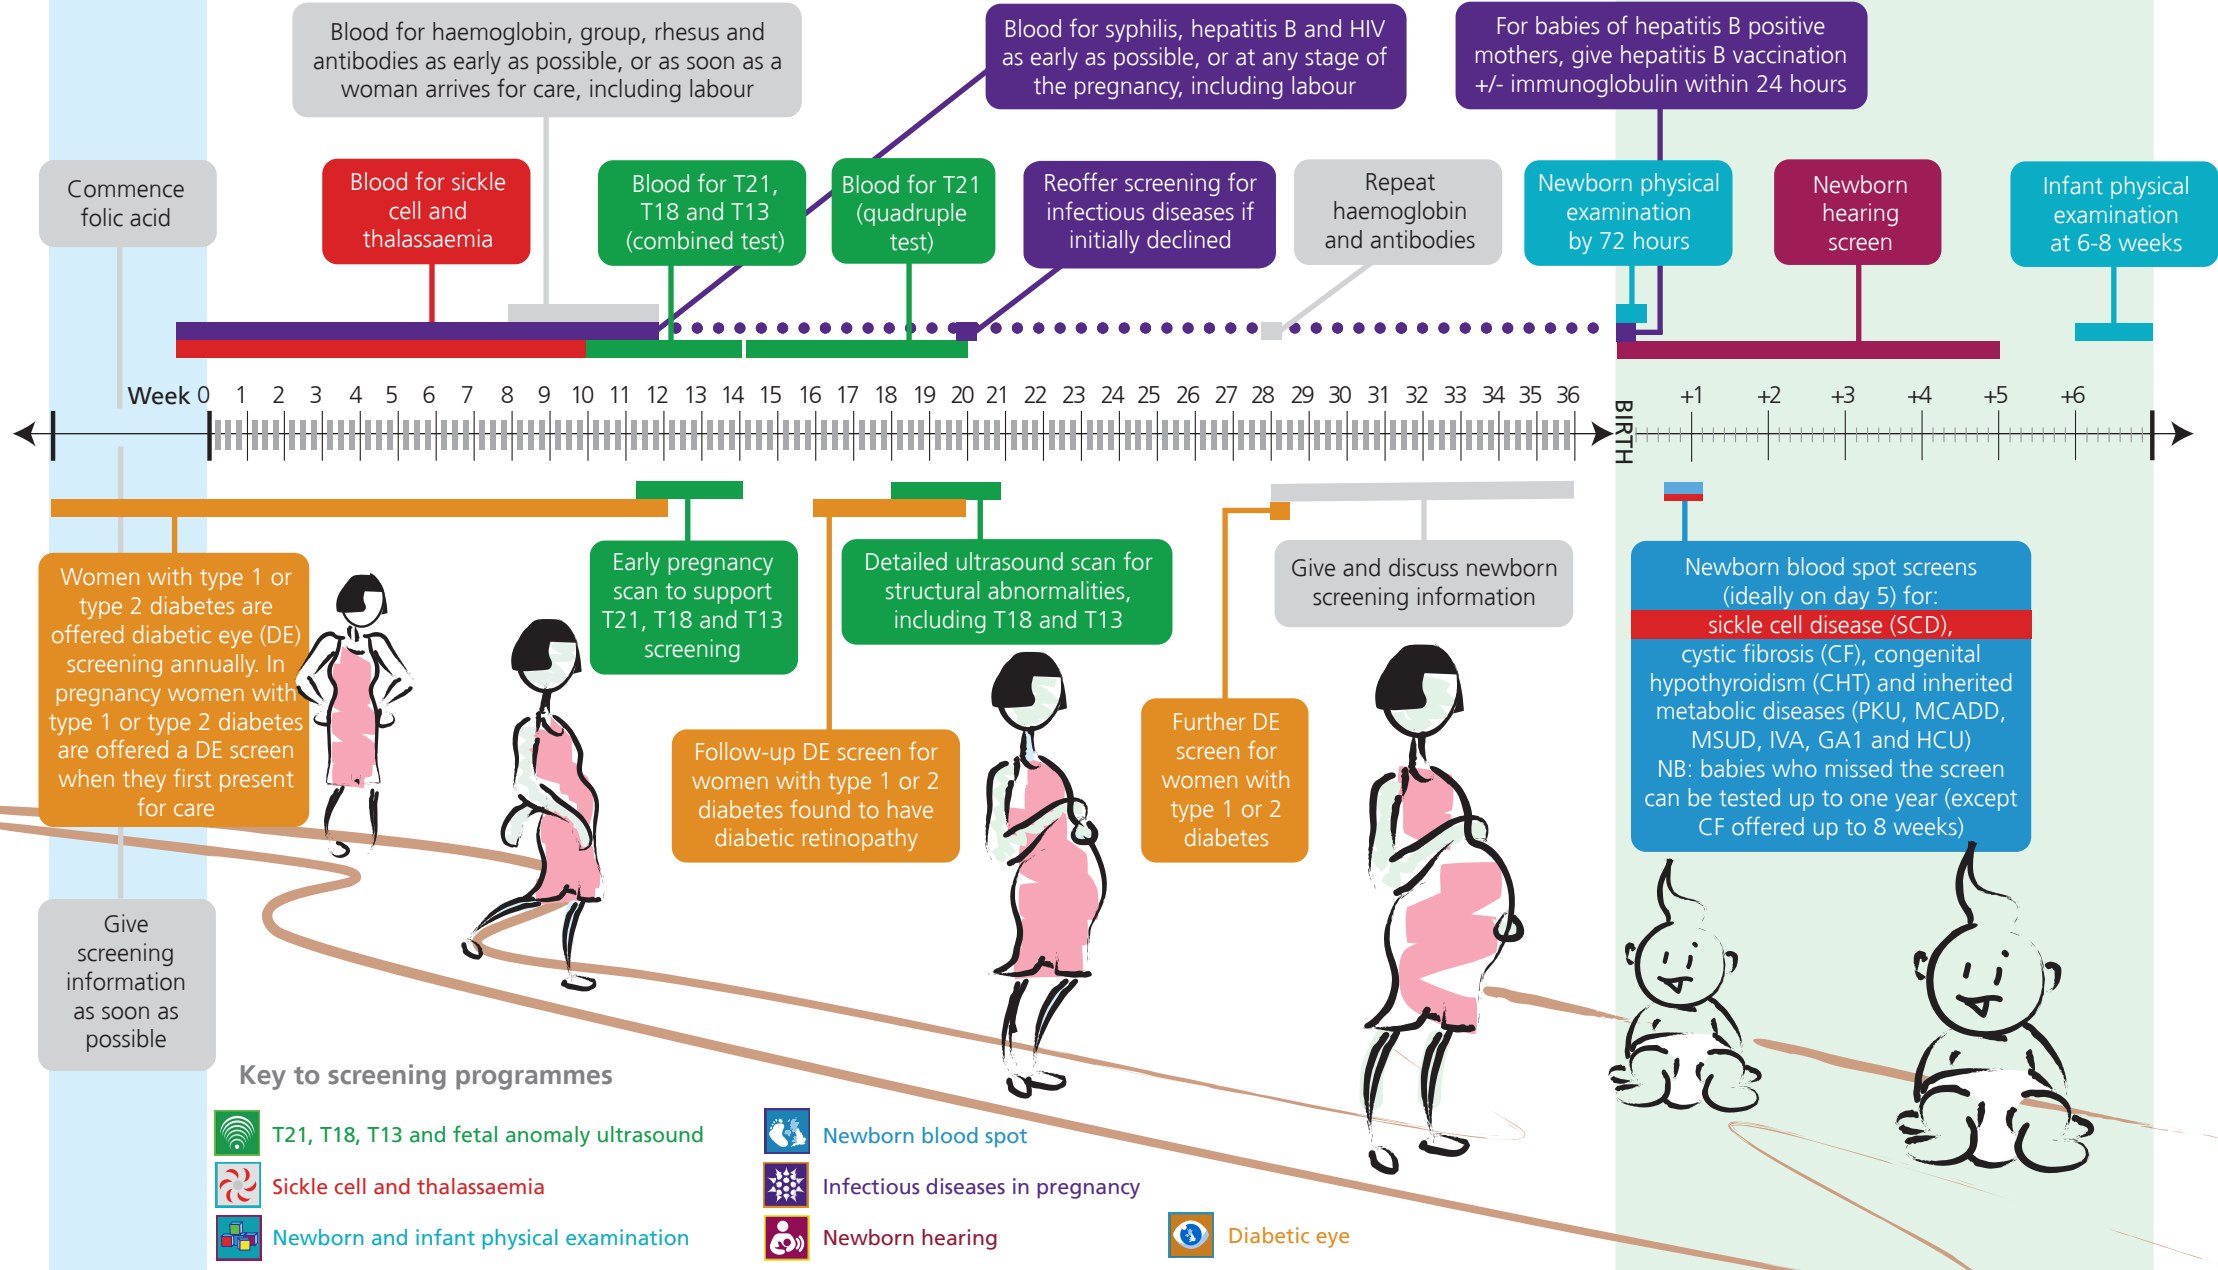 Blood for haemoglobin, group, rhesus and
antibodies as early as possible, or as soon as a
woman arrives for care, including labour
Blood for syphilis, hepatitis B and HIV
as early as possible, or at any stage of
the pregnancy, including labour
For babies of hepatitis B positive
mothers, give hepatitis B vaccination
+/- immunoglobulin within 24 hours
Commence
folic acid
Blood for sickle
cell and
thalassaemia
Blood for T21,
T18 and T13
(combined test)
Blood for T21
(quadruple
test)
Reoffer screening for
infectious diseases if
initially declined
Repeat
haemoglobin
and antibodies
Newborn physical
examination
by 72 hours
Newborn
hearing
screen
Infant physical
examination
at 6-8 weeks
Week 0 1 2 3 4 5 6 7 8 9 10 11 12 13 14 15 16 17 18 19 20 21 22 23 24 25 26 27 28 29 30 31 32 33 34 35 36 BIRTH +1 +2 +3 +4 +5 +6
Women with type 1 or
type 2 diabetes are
offered diabetic eye (DE)
screening annually. In
pregnancy women with
type 1 or type 2 diabetes
are offered a DE screen
when they first present
for care
Early pregnancy
scan to support
T21, T18 and T13
screening
Detailed ultrasound scan for
structural abnormalities,
including T18 and T13
Give and discuss newborn
screening information
Newborn blood spot screens
(ideally on day 5) for:
sickle cell disease (SCD),
cystic fibrosis (CF), congenital
hypothyroidism (CHT) and inherited
metabolic diseases (PKU, MCADD,
MSUD, IVA, GA1 and HCU)
NB: babies who missed the screen
can be tested up to one year (except
CF offered up to 8 weeks)
Follow-up DE screen for
women with type 1 or 2
diabetes found to have
diabetic retinopathy
Further DE
screen for
women with
type 1 or 2
diabetes
Give
screening
information
as soon as
possible
Key to screening programmes
T21, T18, T13 and fetal anomaly ultrasound
Sickle cell and thalassaemia
Newborn and infant physical examination
Newborn blood spot
Infectious diseases in pregnancy
Newborn hearing
Diabetic eye